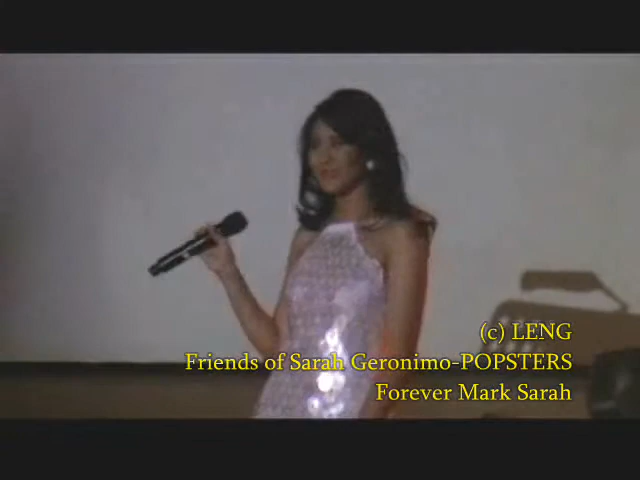 (c) LENG
Friends of Sarah Geronimo-POPSTERS
Forever Mark Sarah